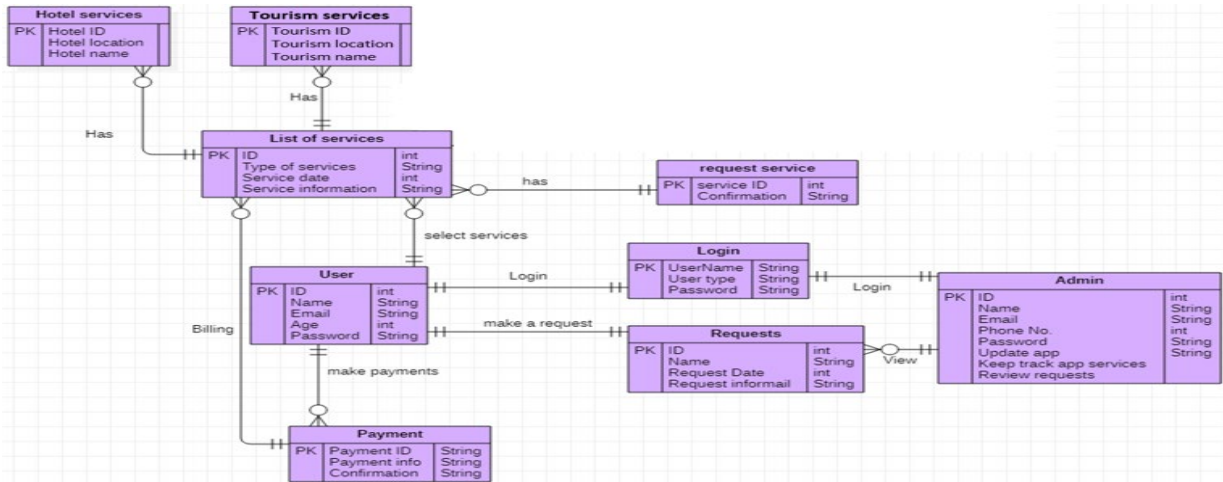 Hotel services
PK Hotel ID
Hotel location
Hotel name
Tourism services
PK Tourism ID
Tourism location
Tourism name
Has
Has
List of services
PK ID int
Type of services String
Service date int
Service information String
has
request service
PK service ID int
Confirmation String
select services
Login
PK UserName String
User type String
Password String
User
PK ID int
Name String
Email String
Age int
Password String
Login
Login
Admin
PK ID int
Name String
Email String
Phone No. int
Password String
Update app String
Keep track app services
Review requests
make a request
Requests
PK ID int
Name String
Request Date int
Request informail String
View
Billing
make payments
Payment
PK Payment ID String
Payment info String
Confirmation String